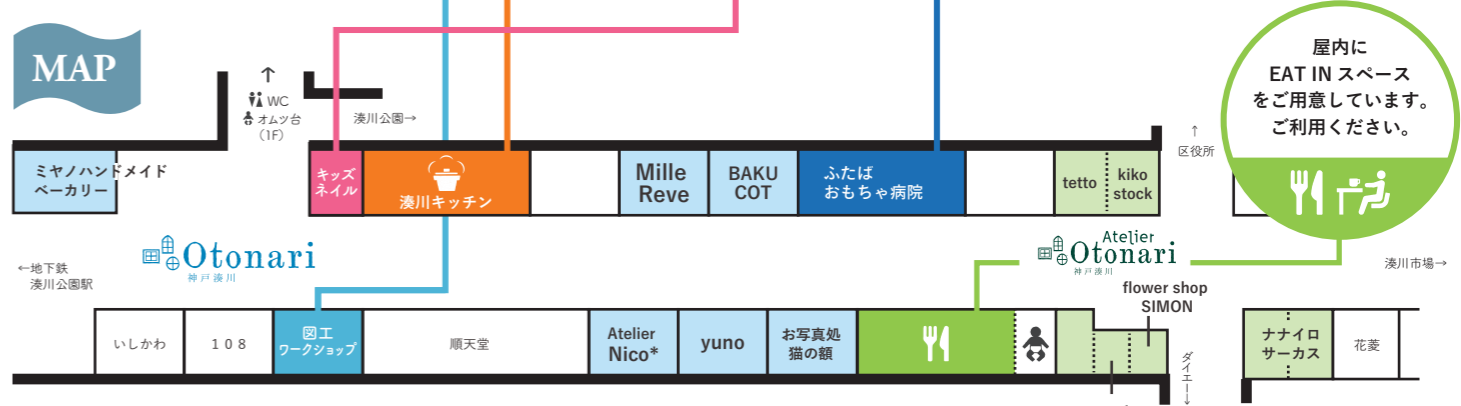 MAP
↑
WC
オムツ台
（1F）
湊川公園→
屋内に
EAT IN スペース
をご用意しています。
ご利用ください。
↑
区役所
ミヤノハンドメイド
ベーカリー
キッズ
ネイル
湊川キッチン
Mille
Reve
BAKU
COT
ふたば
おもちゃ病院
tetto
kiko
stock
←地下鉄
湊川公園駅
Otonari
神戸湊川
Atelier
Otonari
神戸湊川
湊川市場→
flower shop
SIMON
いしかわ
１０８
図工
ワークショップ
順天堂
Atelier
Nico*
yuno
お写真処
猫の額
ダイエー→
ナナイロ
サーカス
花菱